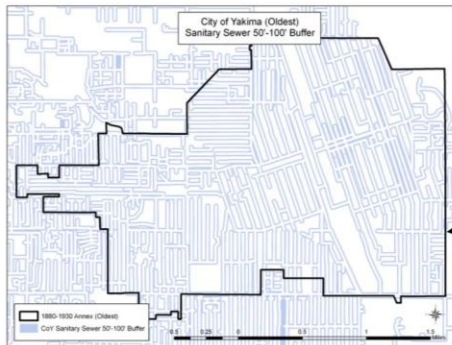 City of Yakima (Oldest)
Sanitary Sewer 50'-100' Buffer
1880-1930 Annex (Oldest)
CoY Sanitary Sewer 50'-100' Buffer
0.5 0.25 0 0.5 1 1.5
Miles